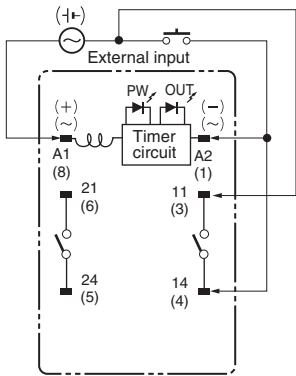 External input
PW OUT
(+) (−)
(~) Timer (~)
A1 circuit A2
(8) (1)
21 11
(6) (3)
24 14
(5) (4)